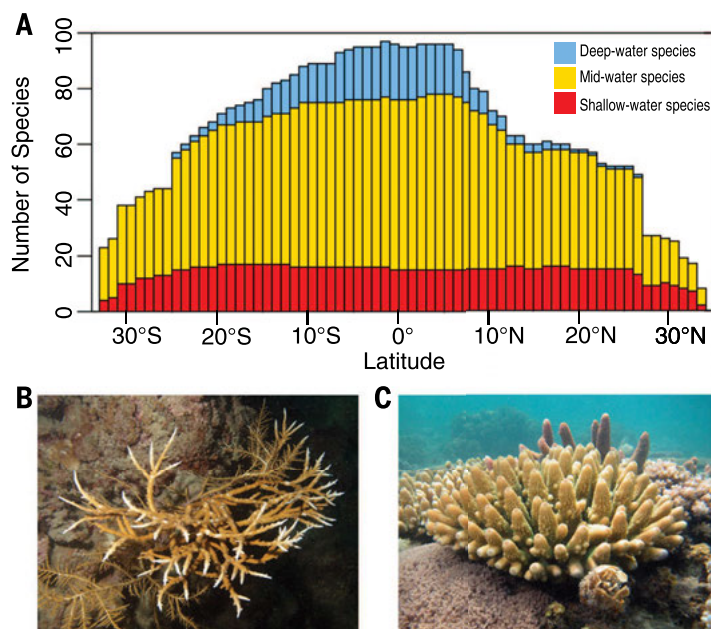 A
Number of Species
100
80
60
40
20
0
Deep-water species
Mid-water species
Shallow-water species
30°S 20°S 10°S 0° 10°N 20°N 30°N
Latitude
B C